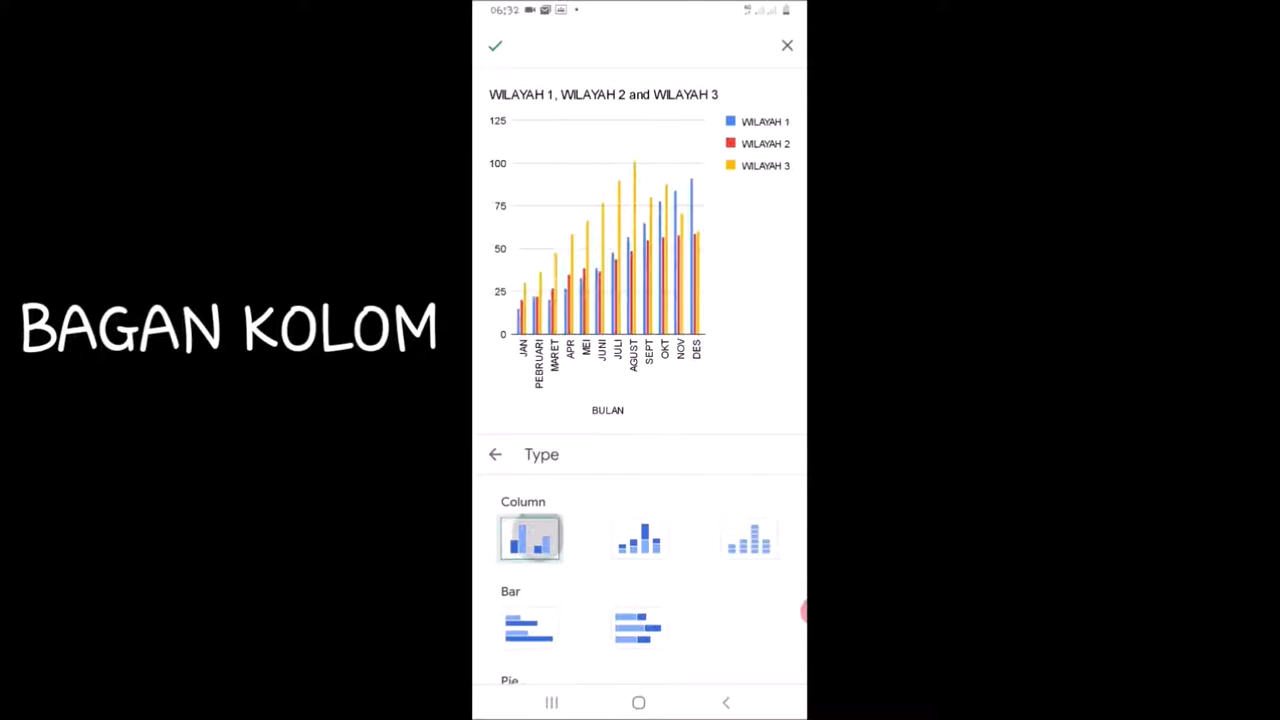 06:32
WILAYAH 1, WILAYAH 2 and WILAYAH 3
125
100
75
50
25
0
WILAYAH 1
WILAYAH 2
WILAYAH 3
JAN
PEBRUARI
MARET
APR
MEI
JUNI
JULI
AGUST
SEPT
OKT
NOV
DES
BULAN
BAGAN KOLOM
Type
Column
Bar
Pie